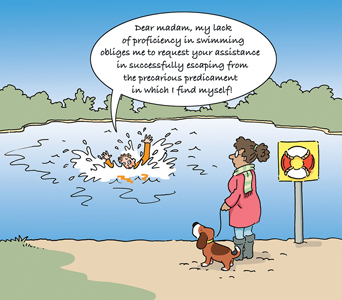 Dear madam, my lack
of proficiency in swimming
obliges me to request your assistance
in successfully escaping from
the precarious predicament
in which I find myself!